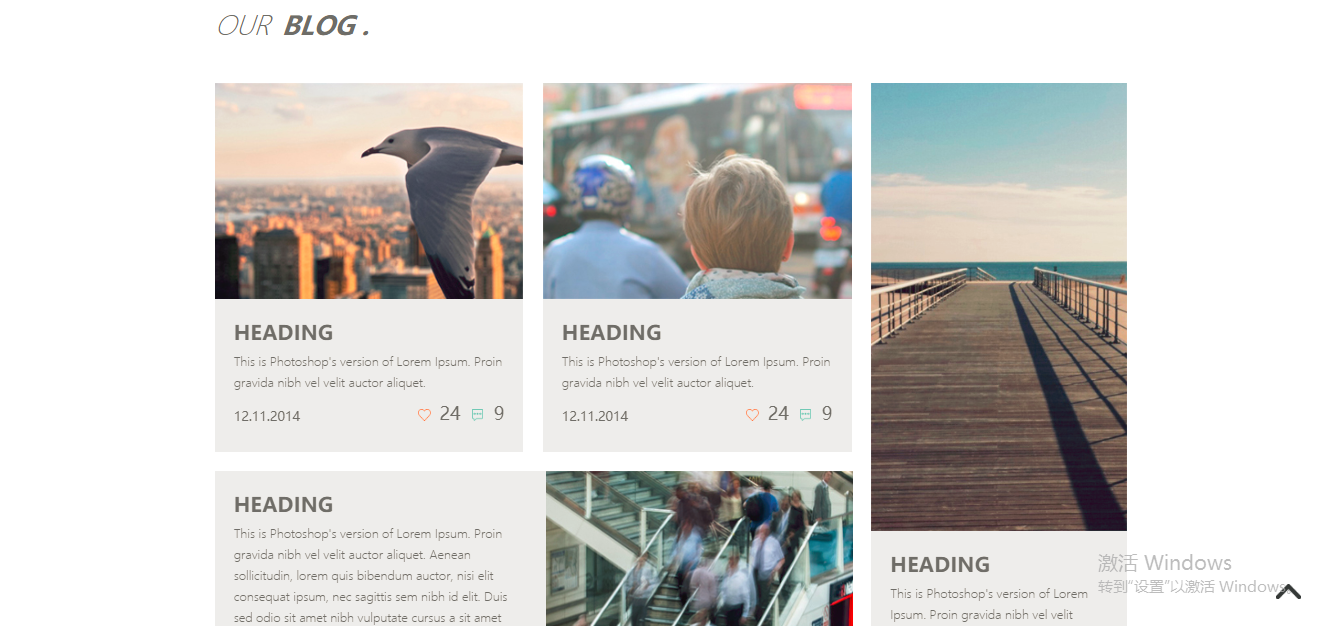 OUR BLOG .
HEADING
This is Photoshop's version of Lorem Ipsum. Proin
gravida nibh vel velit auctor aliquet.
12.11.2014 24 9
HEADING
This is Photoshop's version of Lorem Ipsum. Proin
gravida nibh vel velit auctor aliquet.
12.11.2014 24 9
HEADING
This is Photoshop's version of Lorem Ipsum. Proin
gravida nibh vel velit auctor aliquet. Aenean
sollicitudin, lorem quis bibendum auctor, nisi elit
consequat ipsum, nec sagittis sem nibh id elit. Duis
sed odio sit amet nibh vulputate cursus a sit amet
HEADING
This is Photoshop's version of Lorem
Ipsum. Proin gravida nibh vel velit
激活 Windows
转到"设置"以激活 Windows。